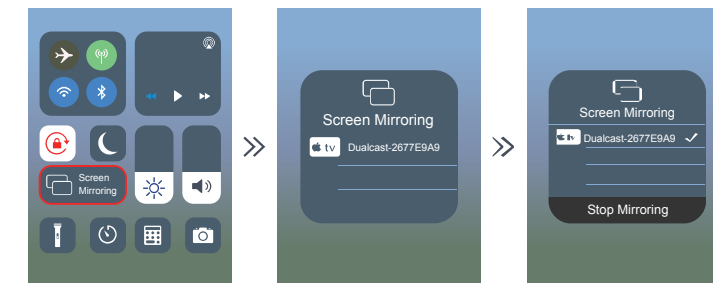 Screen
Mirroring
Screen Mirroring
tv Dualcast-2677E9A9
Screen Mirroring
tv Dualcast-2677E9A9
Stop Mirroring